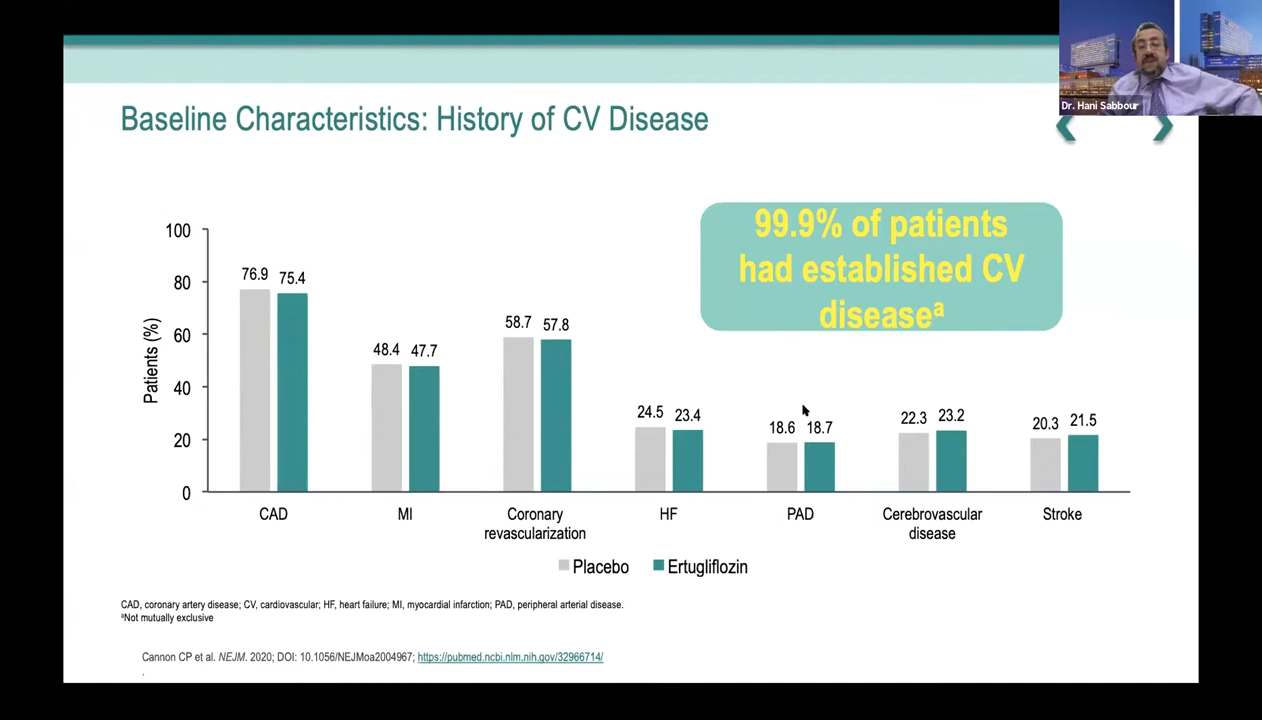 Dr. Hani Sabbour
Baseline Characteristics: History of CV Disease
99.9% of patients
had established CV
diseaseᵃ
Patients (%)
100
80
60
40
20
0
76.9 75.4
48.4 47.7
58.7 57.8
24.5 23.4
18.6 18.7
22.3 23.2
20.3 21.5
CAD
MI
Coronary
revascularization
HF
PAD
Cerebrovascular
disease
Stroke
Placebo Ertugliflozin
CAD, coronary artery disease; CV, cardiovascular; HF, heart failure; MI, myocardial infarction; PAD, peripheral arterial disease.
ᵃNot mutually exclusive
Cannon CP et al. NEJM. 2020; DOI: 10.1056/NEJMoa2004967; https://pubmed.ncbi.nlm.nih.gov/32966714/
.